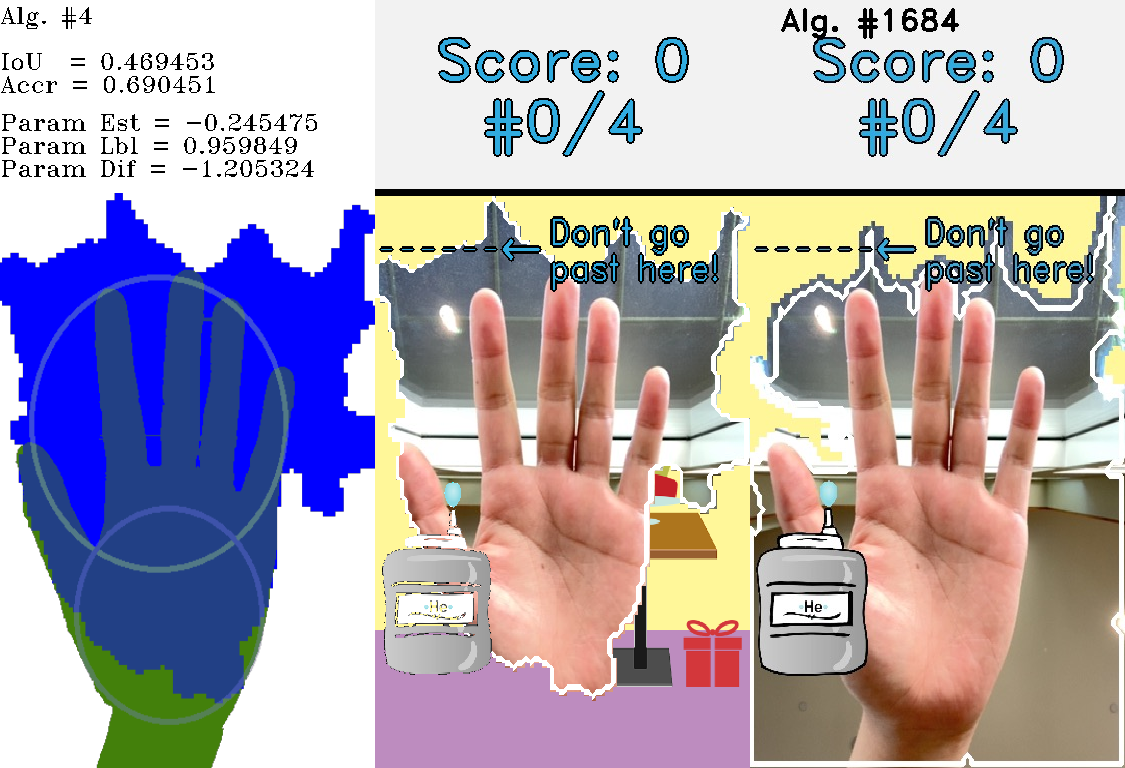 Alg. #4
IoU = 0.469453
Accr = 0.690451
Param Est = −0.245475
Param Lbl = 0.959849
Param Dif = −1.205324
Score: 0
#0/4
← Don't go
past here!
He
Alg. #1684
Score: 0
#0/4
← Don't go
past here!
He